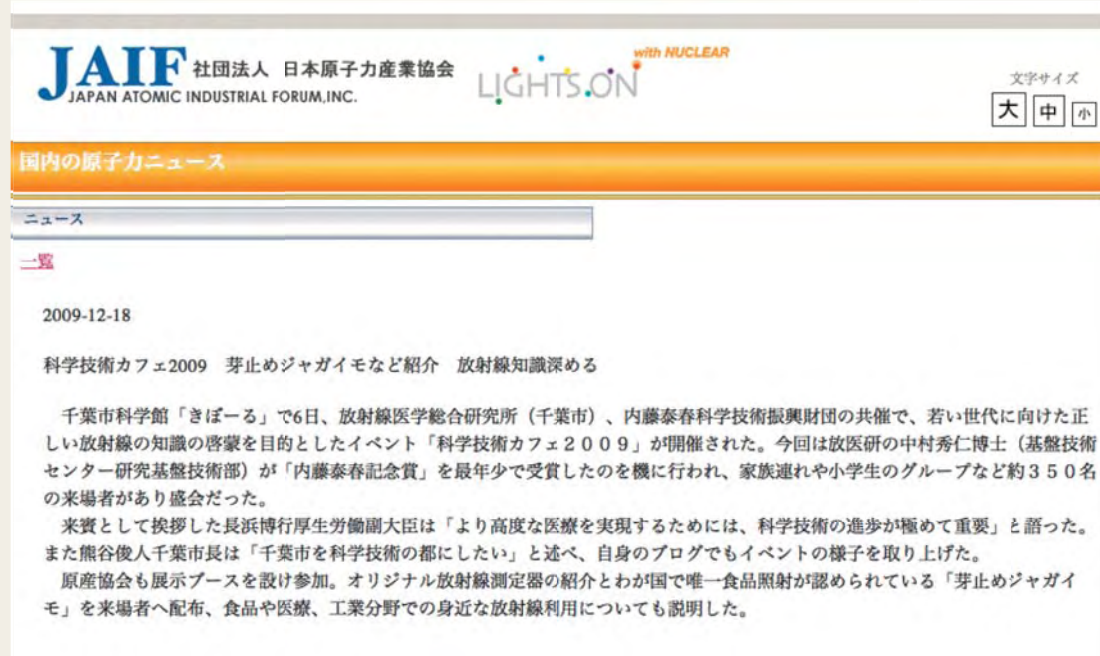 JAIF 社団法人 日本原子力産業協会
JAPAN ATOMIC INDUSTRIAL FORUM,INC.
LIGHTS.ON with NUCLEAR
文字サイズ
大 中 小
国内の原子力ニュース
ニュース
一覧
2009-12-18
科学技術カフェ2009　芽止めジャガイモなど紹介　放射線知識深める
千葉市科学館「きぼーる」で6日、放射線医学総合研究所（千葉市）、内藤泰春科学技術振興財団の共催で、若い世代に向けた正
しい放射線の知識の啓蒙を目的としたイベント「科学技術カフェ２００９」が開催された。今回は放医研の中村秀仁博士（基盤技術
センター研究基盤技術部）が「内藤泰春記念賞」を最年少で受賞したのを機に行われ、家族連れや小学生のグループなど約３５０名
の来場者があり盛会だった。
来賓として挨拶した長浜博行厚生労働副大臣は「より高度な医療を実現するためには、科学技術の進歩が極めて重要」と語った。
また熊谷俊人千葉市長は「千葉市を科学技術の都にしたい」と述べ、自身のブログでもイベントの様子を取り上げた。
原産協会も展示ブースを設け参加。オリジナル放射線測定器の紹介とわが国で唯一食品照射が認められている「芽止めジャガイ
モ」を来場者へ配布、食品や医療、工業分野での身近な放射線利用についても説明した。